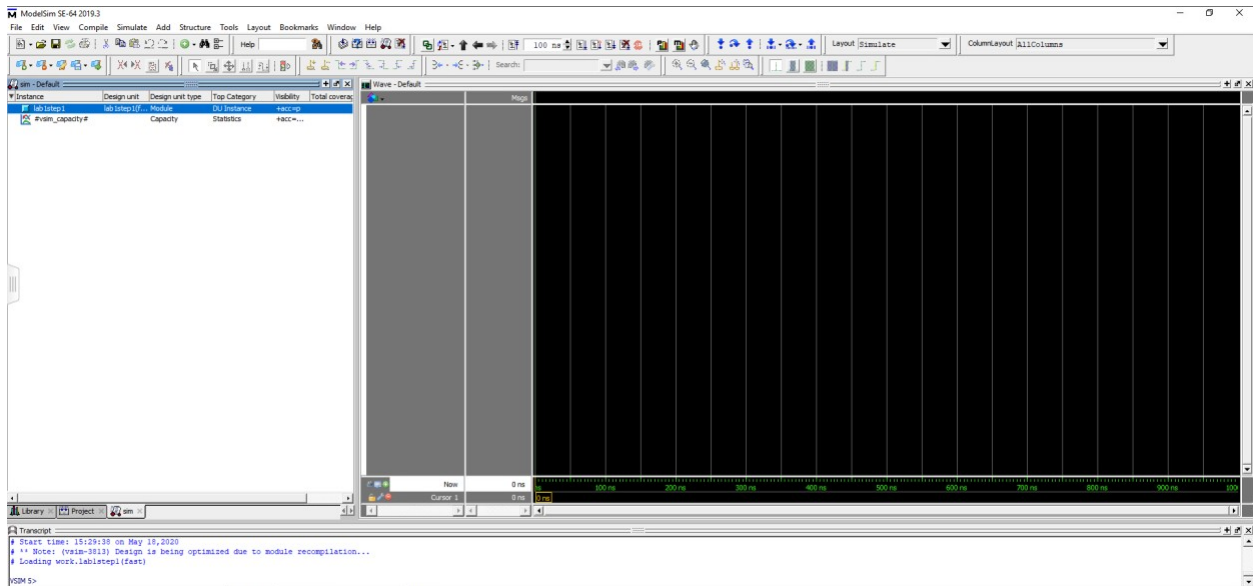 ModelSim SE-64 2019.3
File Edit View Compile Simulate Add Structure Tools Layout Bookmarks Window Help
Help
100 ns
Layout Simulate
ColumnLayout AllColumns
Search:
sim - Default
Instance Design unit Design unit type Top Category Visibility Total coverag
lab1step1 lab1step1(f... Module DU Instance +acc=p
#vsim_capacity# Capacity Statistics +acc=...
Wave - Default
Msgs
Now 0 ns
ns 100 ns 200 ns 300 ns 400 ns 500 ns 600 ns 700 ns 800 ns 900 ns 100
Cursor 1 0 ns 0 ns
Library Project sim
Transcript
# Start time: 15:29:38 on May 18,2020
# ** Note: (vsim-3813) Design is being optimized due to module recompilation...
# Loading work.lab1step1(fast)
VSIM 5>